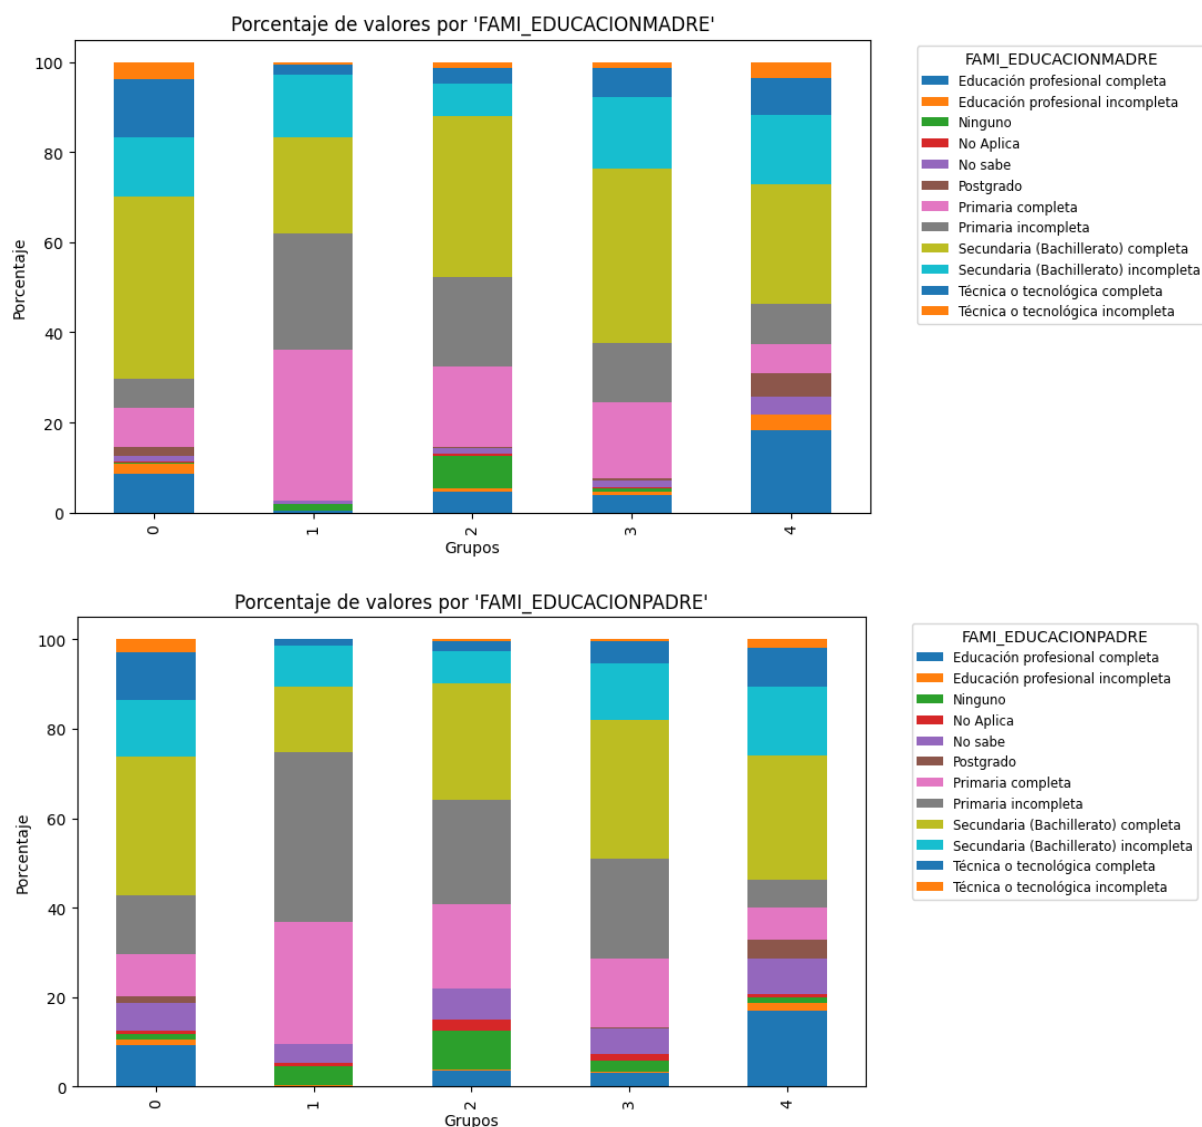 Porcentaje de valores por 'FAMI_EDUCACIONMADRE'
100
80
60
40
20
0
Porcentaje
0
1
2
3
4
Grupos
FAMI_EDUCACIONMADRE
Educación profesional completa
Educación profesional incompleta
Ninguno
No Aplica
No sabe
Postgrado
Primaria completa
Primaria incompleta
Secundaria (Bachillerato) completa
Secundaria (Bachillerato) incompleta
Técnica o tecnológica completa
Técnica o tecnológica incompleta
Porcentaje de valores por 'FAMI_EDUCACIONPADRE'
100
80
60
40
20
0
Porcentaje
0
1
2
3
4
Grupos
FAMI_EDUCACIONPADRE
Educación profesional completa
Educación profesional incompleta
Ninguno
No Aplica
No sabe
Postgrado
Primaria completa
Primaria incompleta
Secundaria (Bachillerato) completa
Secundaria (Bachillerato) incompleta
Técnica o tecnológica completa
Técnica o tecnológica incompleta